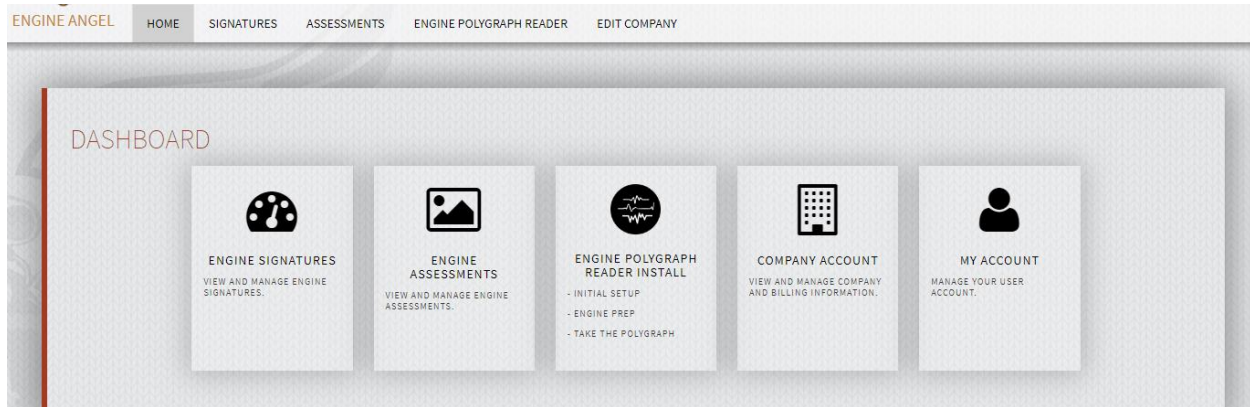 ENGINE ANGEL
HOME
SIGNATURES
ASSESSMENTS
ENGINE POLYGRAPH READER
EDIT COMPANY
DASHBOARD
ENGINE SIGNATURES
VIEW AND MANAGE ENGINE
SIGNATURES.
ENGINE
ASSESSMENTS
VIEW AND MANAGE ENGINE
ASSESSMENTS.
ENGINE POLYGRAPH
READER INSTALL
- INITIAL SETUP
- ENGINE PREP
- TAKE THE POLYGRAPH
COMPANY ACCOUNT
VIEW AND MANAGE COMPANY
AND BILLING INFORMATION.
MY ACCOUNT
MANAGE YOUR USER
ACCOUNT.